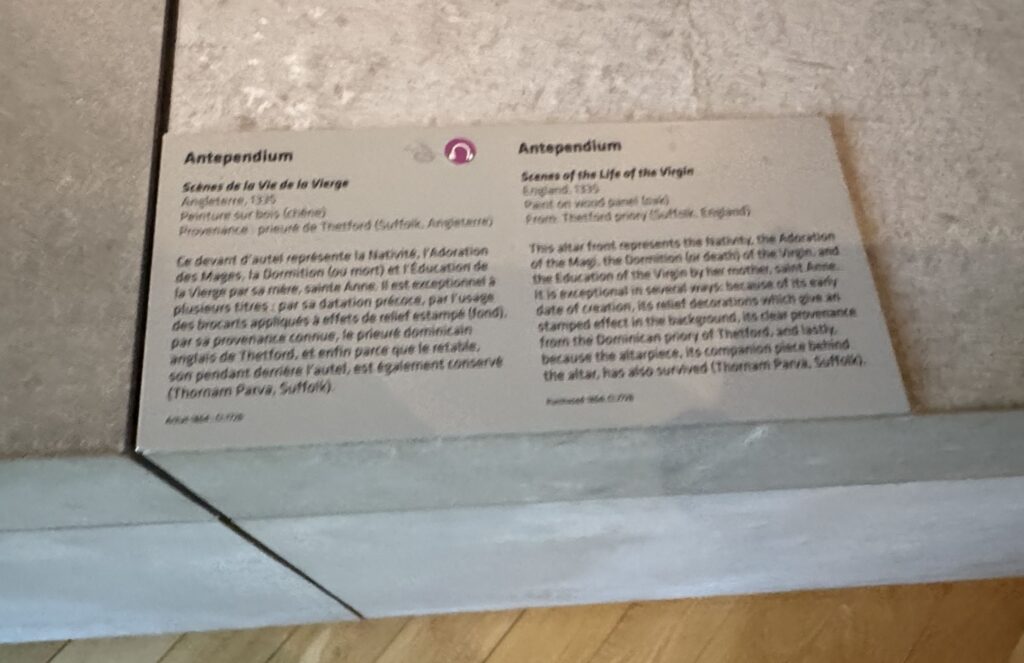 Antependium
Scènes de la Vie de la Vierge
Angleterre, 1335
Peinture sur bois (chêne)
Provenance : prieuré de Thetford (Suffolk, Angleterre)
Ce devant d'autel représente la Nativité, l'Adoration
des Mages, la Dormition (ou mort) et l'Éducation de
la Vierge par sa mère, sainte Anne. Il est exceptionnel à
plusieurs titres : par sa datation précoce, par l'usage
des brocarts appliqués à effets de relief estampé (fond),
par sa provenance connue, le prieuré dominicain
anglais de Thetford, et enfin parce que le retable,
son pendant derrière l'autel, est également conservé
(Thornam Parva, Suffolk).
Antependium
Scenes of the Life of the Virgin
England, 1335
Paint on wood panel (oak)
From: Thetford priory (Suffolk, England)
This altar front represents the Nativity, the Adoration
of the Magi, the Dormition (or death) of the Virgin, and
the Education of the Virgin by her mother, saint Anne.
It is exceptional in several ways: because of its early
date of creation, its relief decorations which give an
stamped effect in the background, its clear provenance
from the Dominican priory of Thetford, and lastly,
because the altarpiece, its companion piece behind
the altar, has also survived (Thornam Parva, Suffolk).